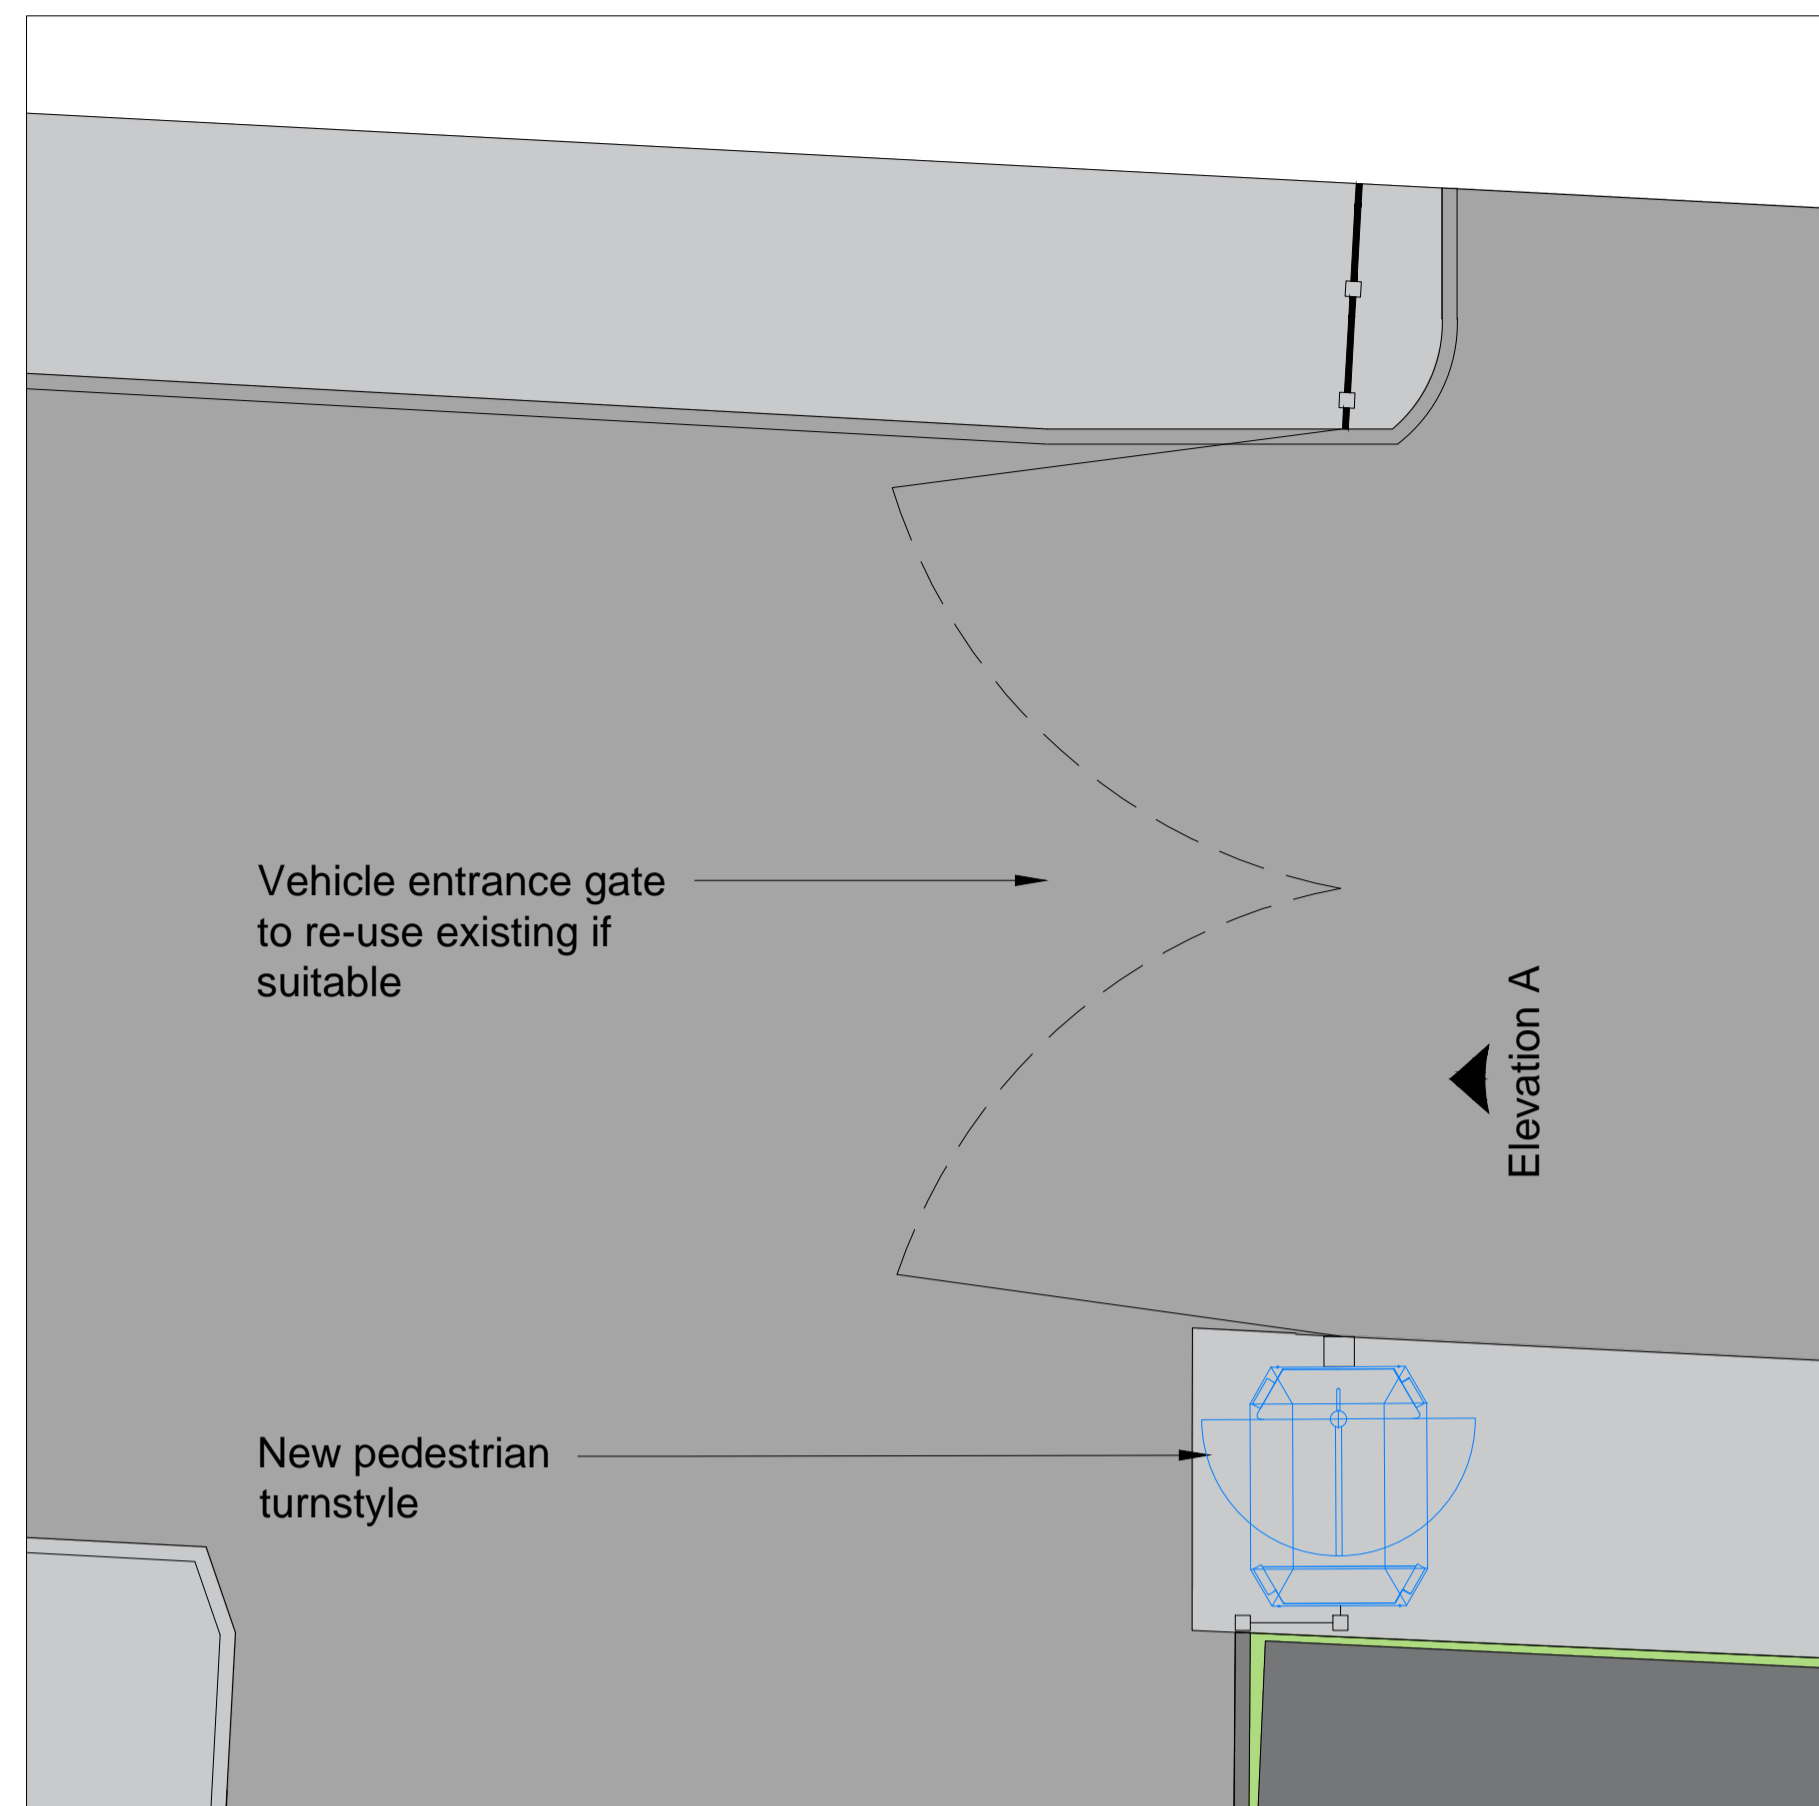 Vehicle entrance gate
to re-use existing if
suitable
Elevation A
New pedestrian
turnstyle